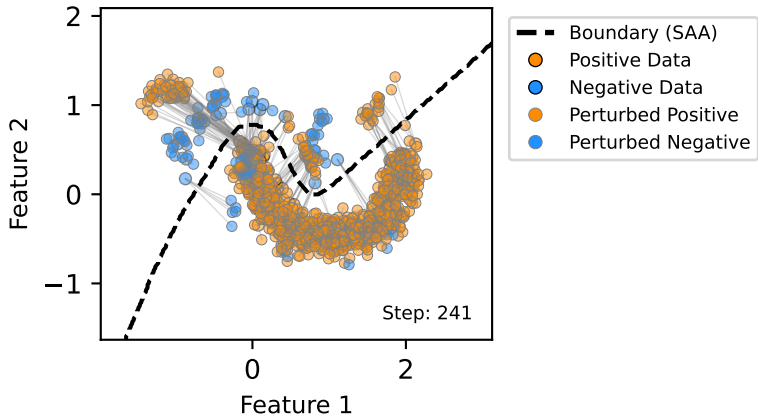 2
1
0
−1
Feature 2
0
2
Feature 1
Step: 241
Boundary (SAA)
Positive Data
Negative Data
Perturbed Positive
Perturbed Negative